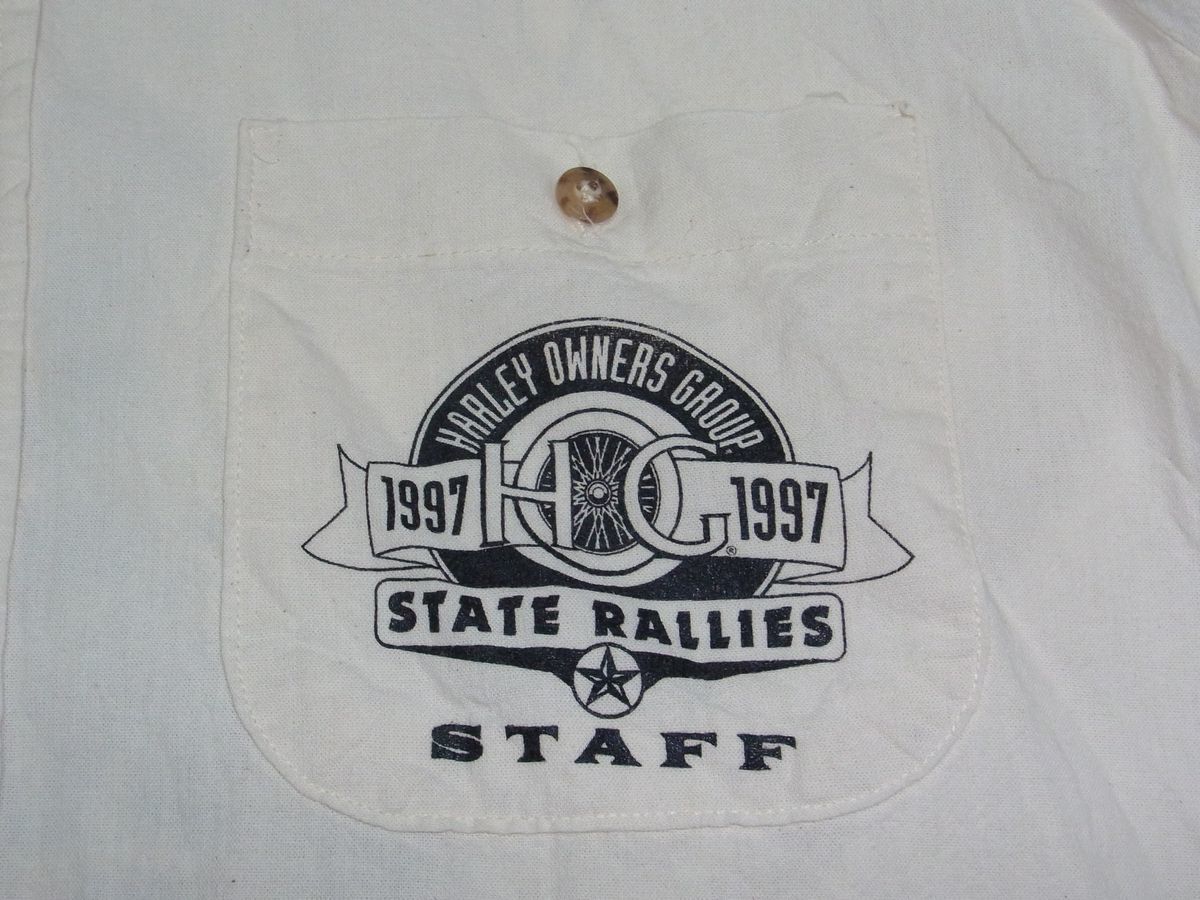 HARLEY OWNERS GROUP.
1997 HOG® 1997
STATE RALLIES
STAFF